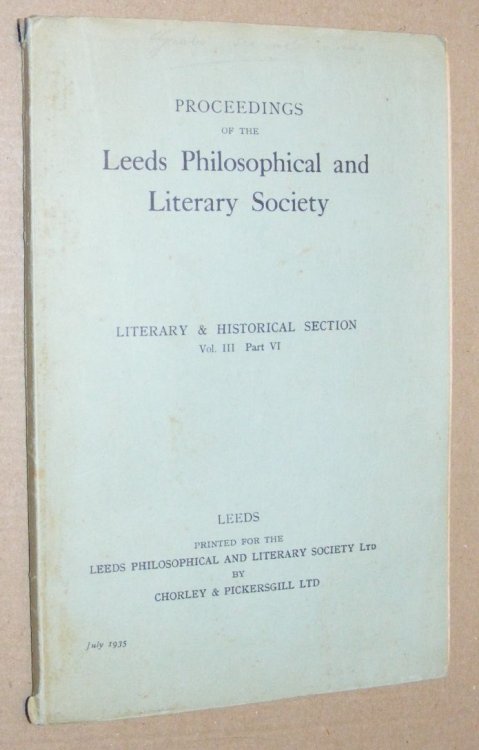 PROCEEDINGS
OF THE
Leeds Philosophical and
Literary Society
LITERARY & HISTORICAL SECTION
Vol. III Part VI
LEEDS
PRINTED FOR THE
LEEDS PHILOSOPHICAL AND LITERARY SOCIETY LTD
BY
CHORLEY & PICKERSGILL LTD
July 1935